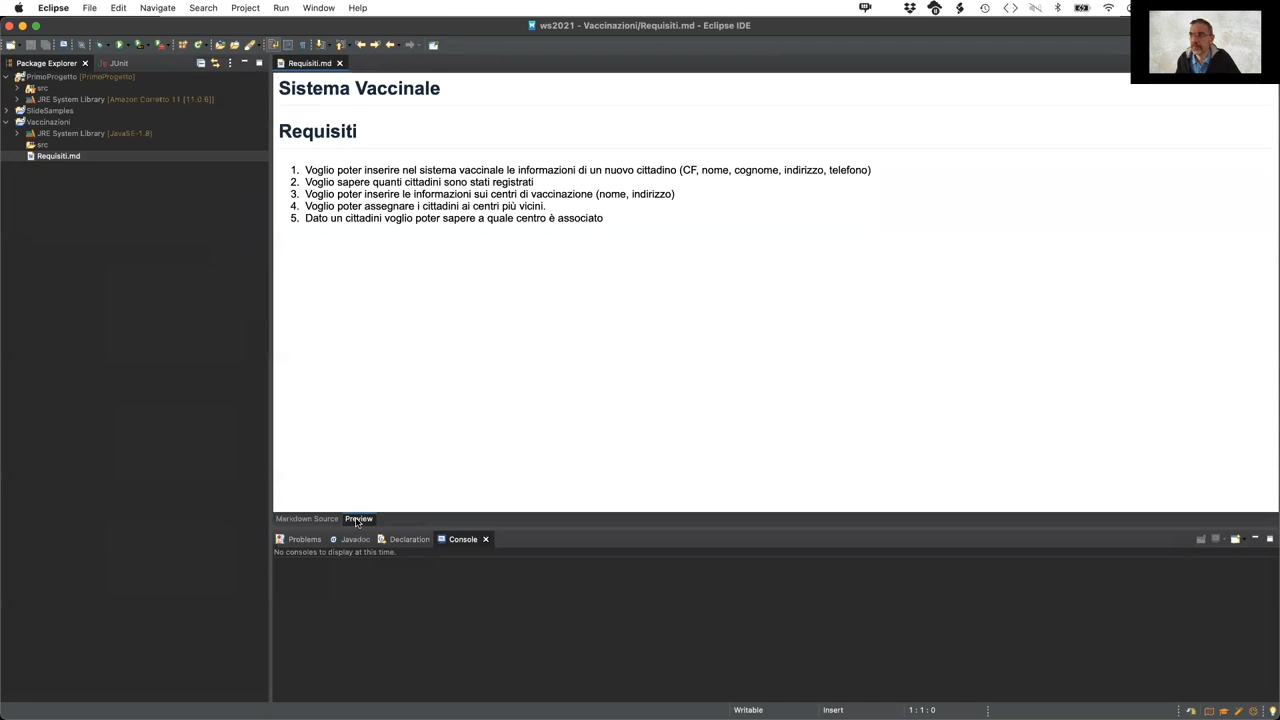 Eclipse File Edit Navigate Search Project Run Window Help
ws2021 - Vaccinazioni/Requisiti.md - Eclipse IDE
Package Explorer JUnit
Requisiti.md
PrimoProgetto [PrimoProgetto]
src
JRE System Library [Amazon Corretto 11 [11.0.6]]
SlideSamples
Vaccinazioni
JRE System Library [JavaSE-1.8]
src
Requisiti.md
Sistema Vaccinale
Requisiti
1. Voglio poter inserire nel sistema vaccinale le informazioni di un nuovo cittadino (CF, nome, cognome, indirizzo, telefono)
2. Voglio sapere quanti cittadini sono stati registrati
3. Voglio poter inserire le informazioni sui centri di vaccinazione (nome, indirizzo)
4. Voglio poter assegnare i cittadini ai centri più vicini.
5. Dato un cittadini voglio poter sapere a quale centro è associato
Markdown Source Preview
Problems Javadoc Declaration Console
No consoles to display at this time.
Writable Insert 1 : 1 : 0